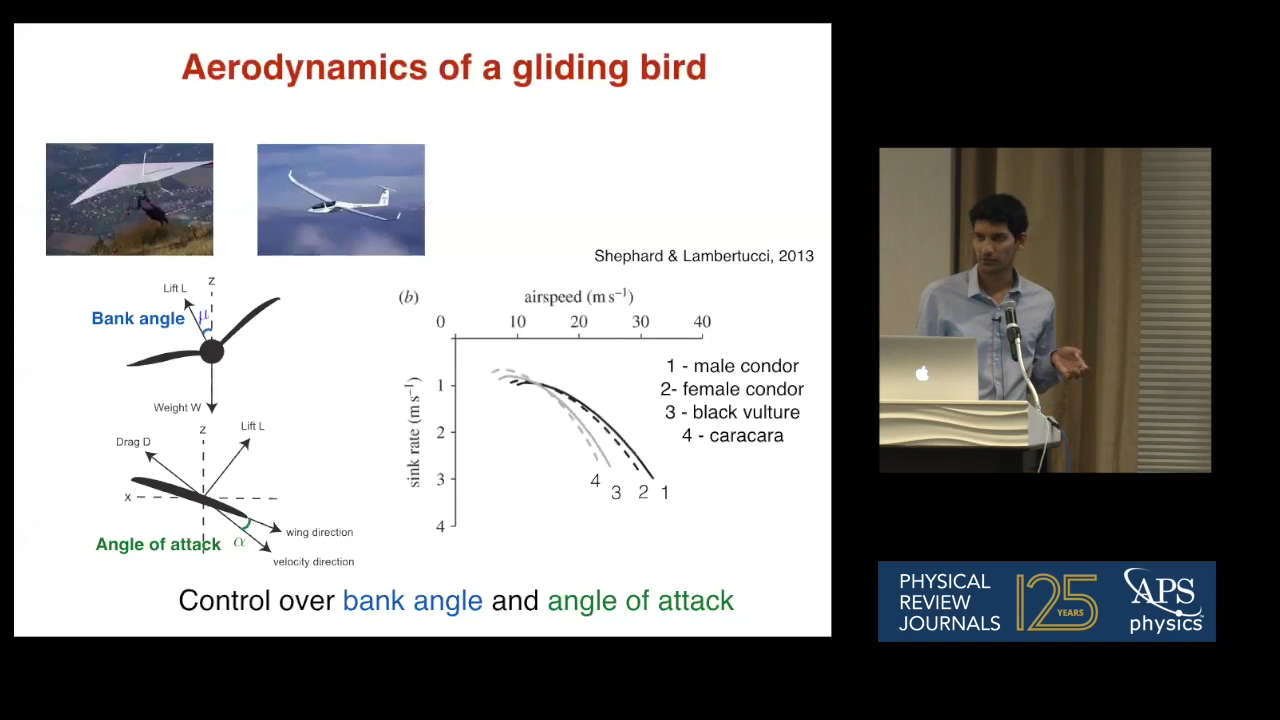 Aerodynamics of a gliding bird
Shephard & Lambertucci, 2013
Lift L
z
Bank angle
μ
Weight W
z
Drag D
Lift L
x
wing direction
Angle of attack
α
velocity direction
(b)
airspeed (m s⁻¹)
0
10
20
30
40
sink rate (m s⁻¹)
1
2
3
4
1 - male condor
2- female condor
3 - black vulture
4 - caracara
4
3
2
1
Control over bank angle and angle of attack
PHYSICAL
REVIEW
JOURNALS
125
YEARS
APS
physics